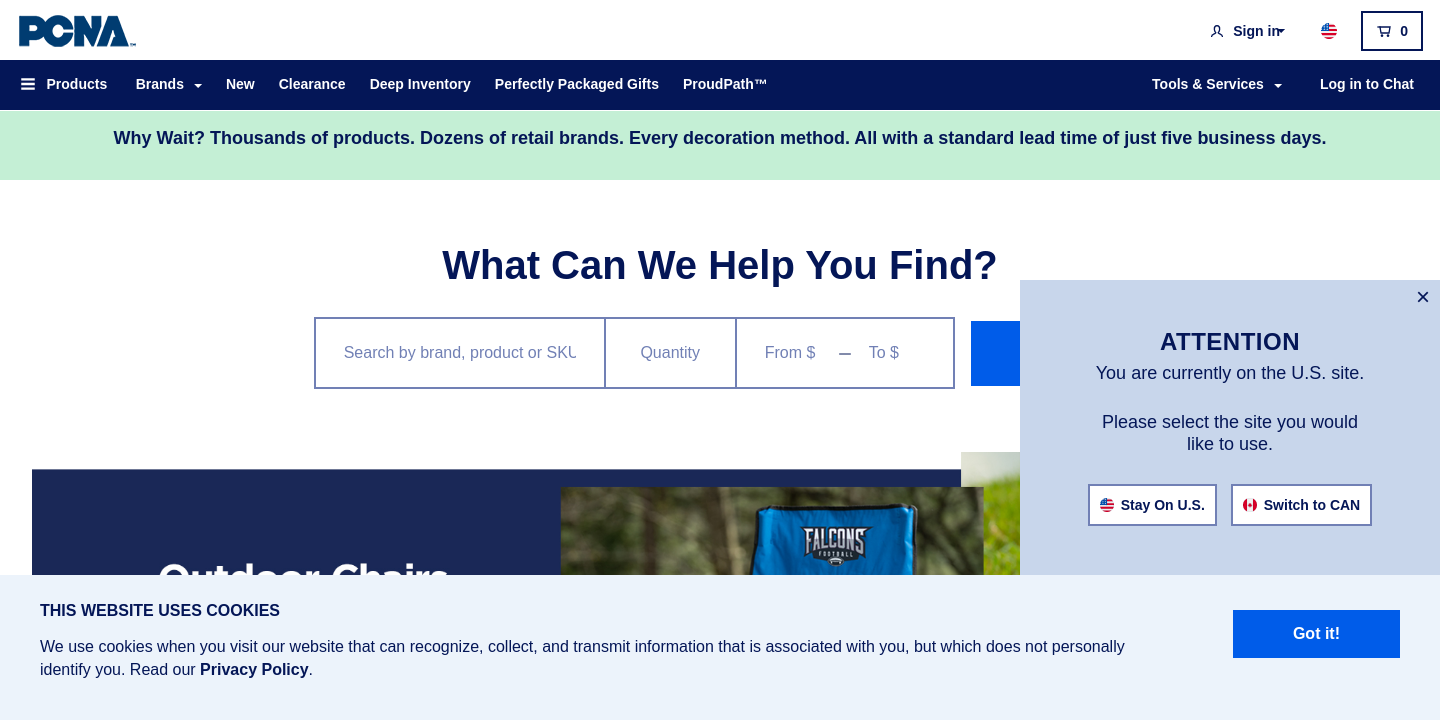 PCNA™
Sign in
0
Products Brands New Clearance Deep Inventory Perfectly Packaged Gifts ProudPath™ Tools & Services Log in to Chat
Why Wait? Thousands of products. Dozens of retail brands. Every decoration method. All with a standard lead time of just five business days.
What Can We Help You Find?
Search by brand, product or SKU
Quantity
From $ – To $
×
ATTENTION
You are currently on the U.S. site.
Please select the site you would
like to use.
Stay On U.S.
Switch to CAN
Outdoor Chairs
FALCONS
FOOTBALL
THIS WEBSITE USES COOKIES
We use cookies when you visit our website that can recognize, collect, and transmit information that is associated with you, but which does not personally
identify you. Read our Privacy Policy.
Got it!